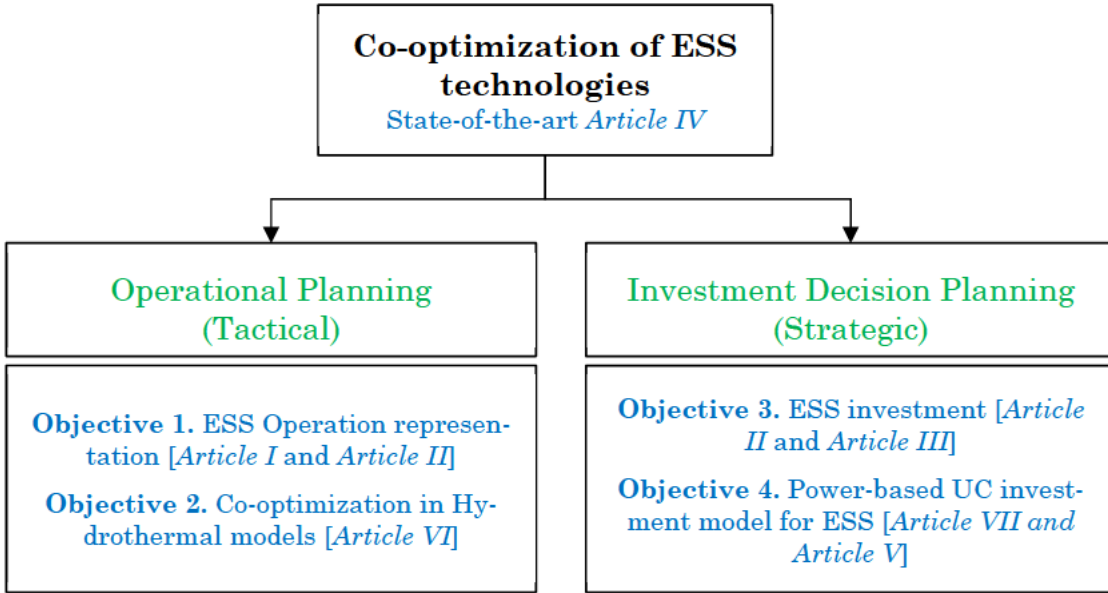 Co-optimization of ESS
technologies
State-of-the-art Article IV
Operational Planning
(Tactical)
Investment Decision Planning
(Strategic)
Objective 1. ESS Operation represen-
tation [Article I and Article II]
Objective 2. Co-optimization in Hy-
drothermal models [Article VI]
Objective 3. ESS investment [Article
II and Article III]
Objective 4. Power-based UC invest-
ment model for ESS [Article VII and
Article V]